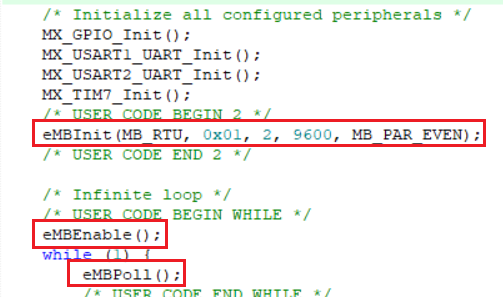 /* Initialize all configured peripherals */
MX_GPIO_Init();
MX_USART1_UART_Init();
MX_USART2_UART_Init();
MX_TIM7_Init();
/* USER CODE BEGIN 2 */
eMBInit(MB_RTU, 0x01, 2, 9600, MB_PAR_EVEN);
/* USER CODE END 2 */
/* Infinite loop */
/* USER CODE BEGIN WHILE */
eMBEnable();
while (1) {
eMBPoll();
/* USER CODE END WHILE */